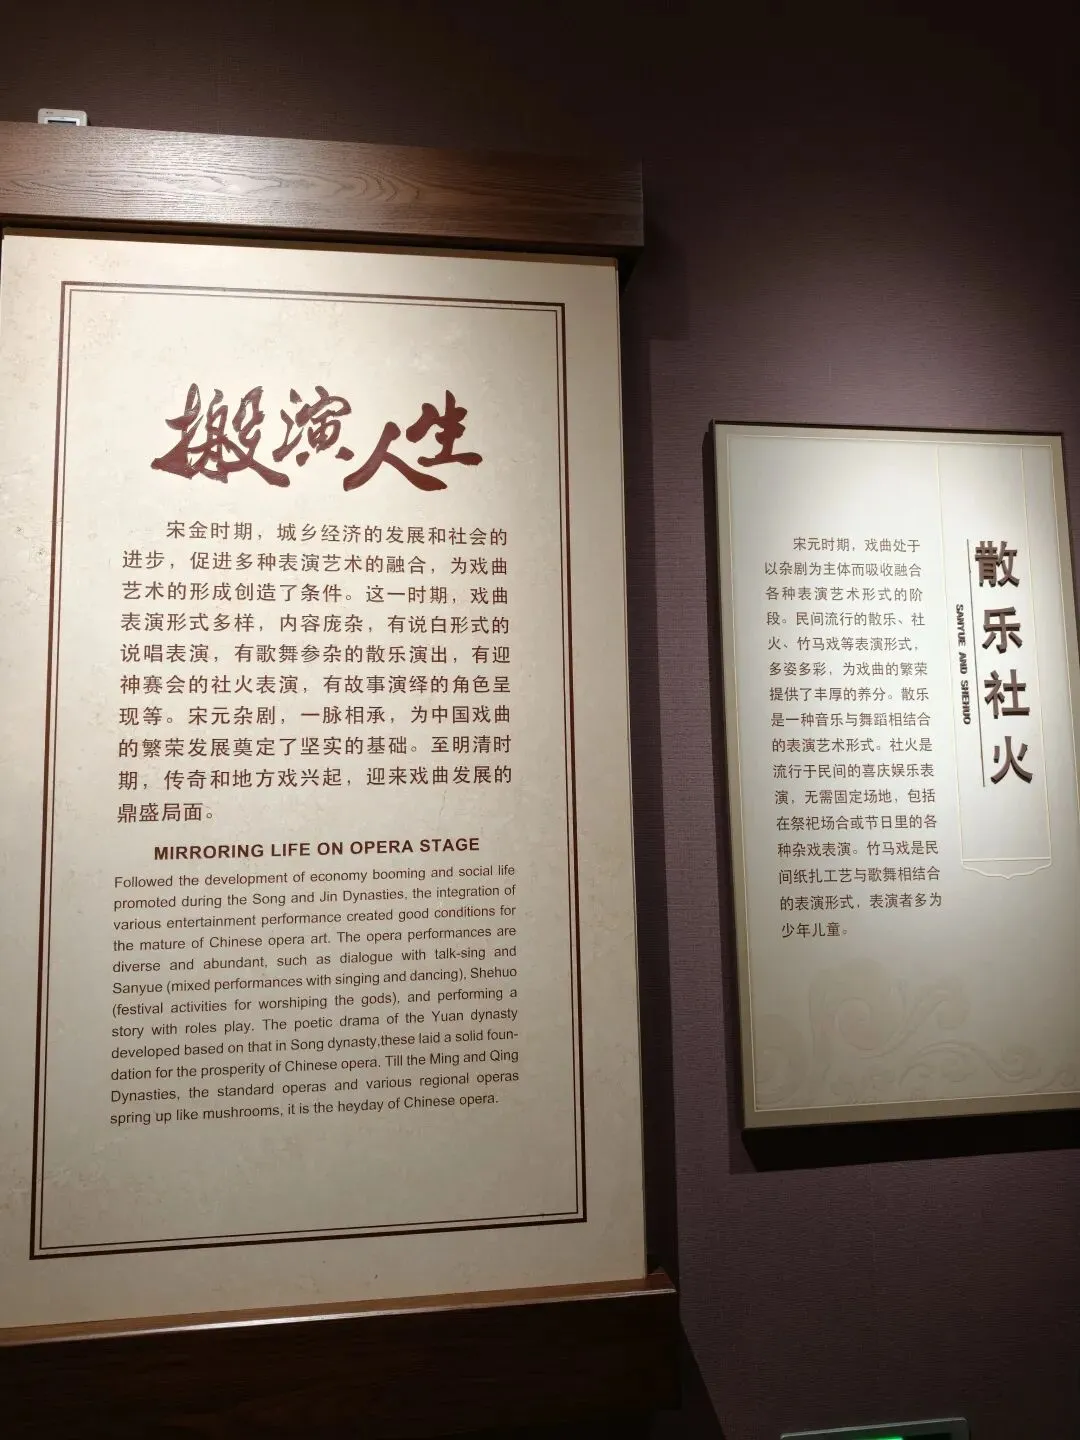 搬演人生
宋金时期，城乡经济的发展和社会的
进步，促进多种表演艺术的融合，为戏曲
艺术的形成创造了条件。这一时期，戏曲
表演形式多样，内容庞杂，有说白形式的
说唱表演，有歌舞参杂的散乐演出，有迎
神赛会的社火表演，有故事演绎的角色呈
现等。宋元杂剧，一脉相承，为中国戏曲
的繁荣发展奠定了坚实的基础。至明清时
期，传奇和地方戏兴起，迎来戏曲发展的
鼎盛局面。
MIRRORING LIFE ON OPERA STAGE
Followed the development of economy booming and social life
promoted during the Song and Jin Dynasties, the integration of
various entertainment performance created good conditions for
the mature of Chinese opera art. The opera performances are
diverse and abundant, such as dialogue with talk-sing and
Sanyue (mixed performances with singing and dancing), Shehuo
(festival activities for worshiping the gods), and performing a
story with roles play. The poetic drama of the Yuan dynasty
developed based on that in Song dynasty,these laid a solid foun-
dation for the prosperity of Chinese opera. Till the Ming and Qing
Dynasties, the standard operas and various regional operas
spring up like mushrooms, it is the heyday of Chinese opera.
散乐社火
SANYUE AND SHEHUO
宋元时期，戏曲处于
以杂剧为主体而吸收融合
各种表演艺术形式的阶
段。民间流行的散乐、社
火、竹马戏等表演形式，
多姿多彩，为戏曲的繁荣
提供了丰厚的养分。散乐
是一种音乐与舞蹈相结合
的表演艺术形式。社火是
流行于民间的喜庆娱乐表
演，无需固定场地，包括
在祭祀场合或节日里的各
种杂戏表演。竹马戏是民
间纸扎工艺与歌舞相结合
的表演形式，表演者多为
少年儿童。